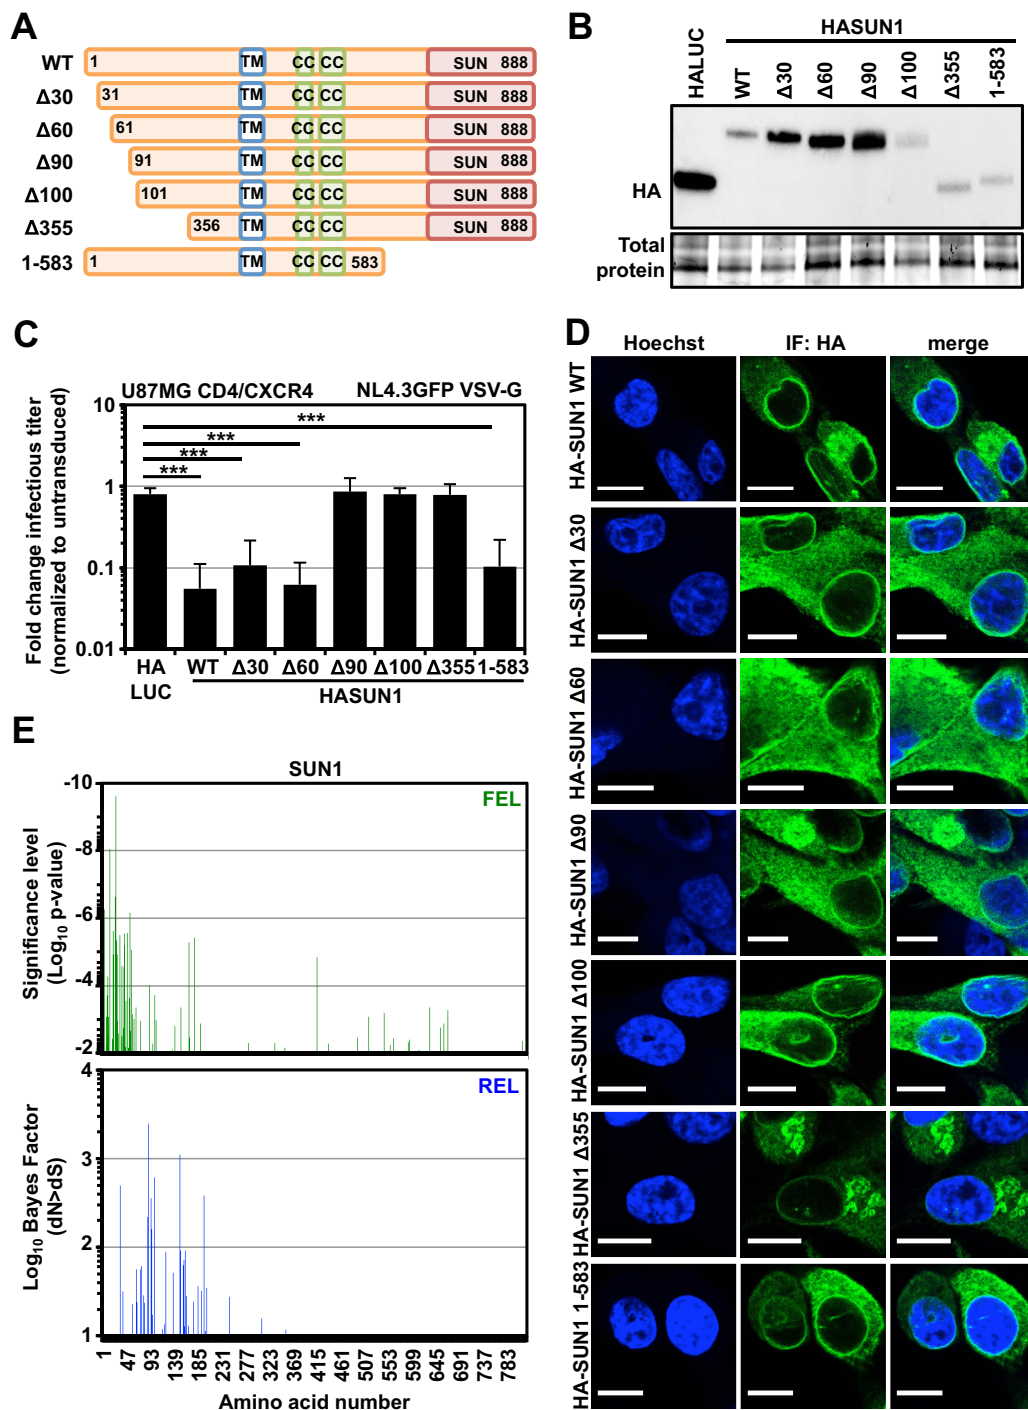 A
WT 1 TM CC CC SUN 888
Δ30 31 TM CC CC SUN 888
Δ60 61 TM CC CC SUN 888
Δ90 91 TM CC CC SUN 888
Δ100 101 TM CC CC SUN 888
Δ355 356 TM CC CC SUN 888
1-583 1 TM CC CC 583
B
HASUN1
HALUC WT Δ30 Δ60 Δ90 Δ100 Δ355 1-583
HA
Total
protein
C
U87MG CD4/CXCR4 NL4.3GFP VSV-G
Fold change infectious titer
(normalized to untransduced)
10
1
0.1
0.01
***
***
***
***
HA
LUC
WT Δ30 Δ60 Δ90 Δ100 Δ355 1-583
HASUN1
D
Hoechst IF: HA merge
HA-SUN1 WT
HA-SUN1 Δ30
HA-SUN1 Δ60
HA-SUN1 Δ90
HA-SUN1 Δ100
HA-SUN1 Δ355
HA-SUN1 1-583
E
SUN1
FEL
Significance level
(Log10 p-value)
-10
-8
-6
-4
-2
REL
Log10 Bayes Factor
(dN>dS)
4
3
2
1
1 47 93 139 185 231 277 323 369 415 461 507 553 599 645 691 737 783
Amino acid number